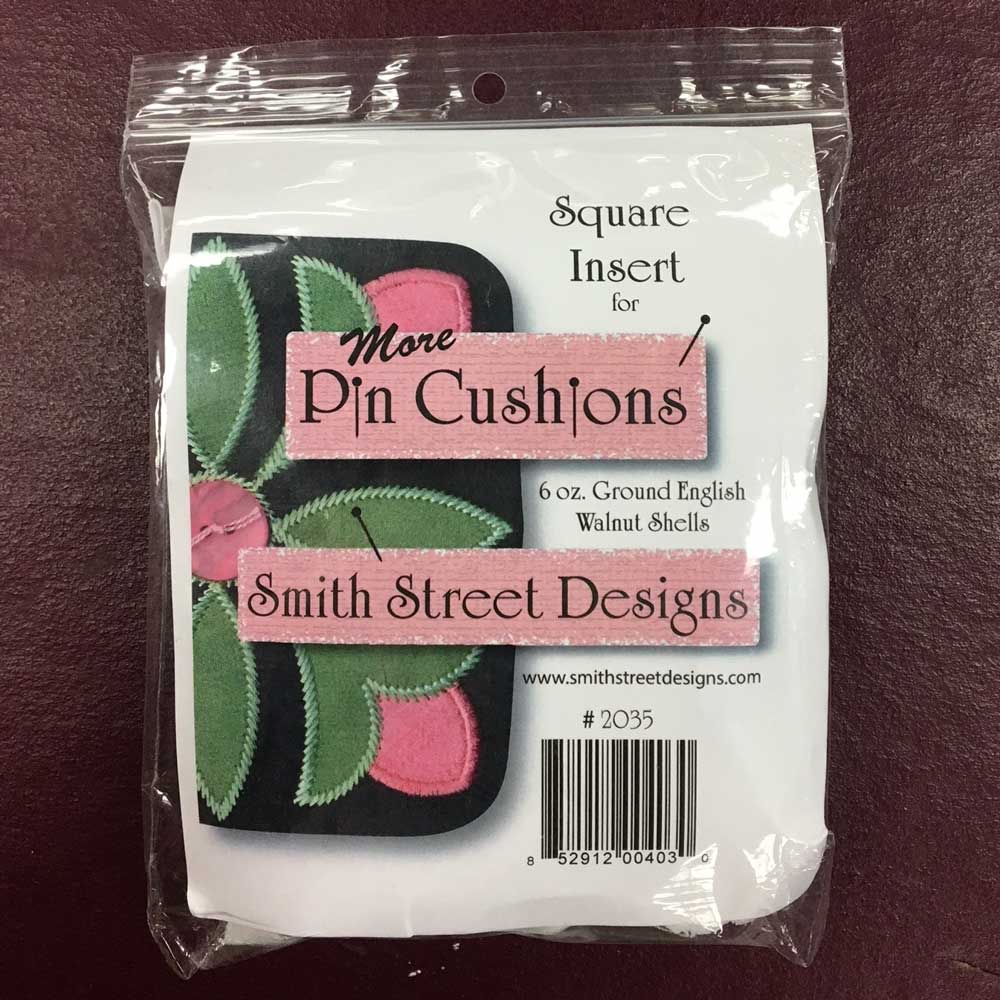 Square
Insert
for
More
Pin Cushions
6 oz. Ground English
Walnut Shells
Smith Street Designs
www.smithstreetdesigns.com
# 2035
8 52912 00403 0